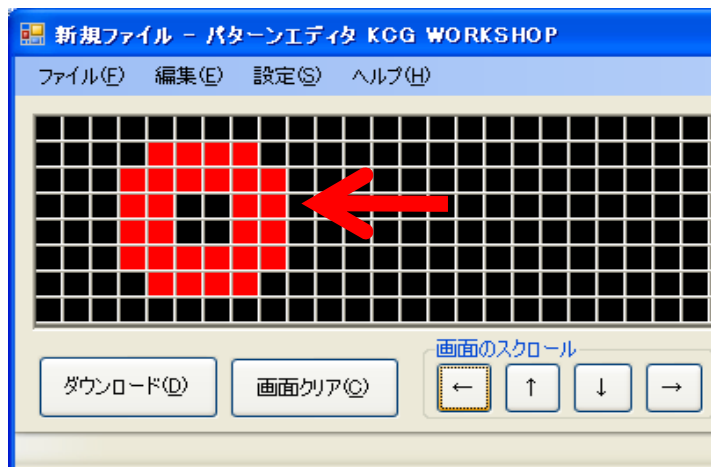 新規ファイル - パターンエディタ KCG WORKSHOP
ファイル(F) 編集(E) 設定(S) ヘルプ(H)
画面のスクロール
ダウンロード(D) 画面クリア(C) ← ↑ ↓ →